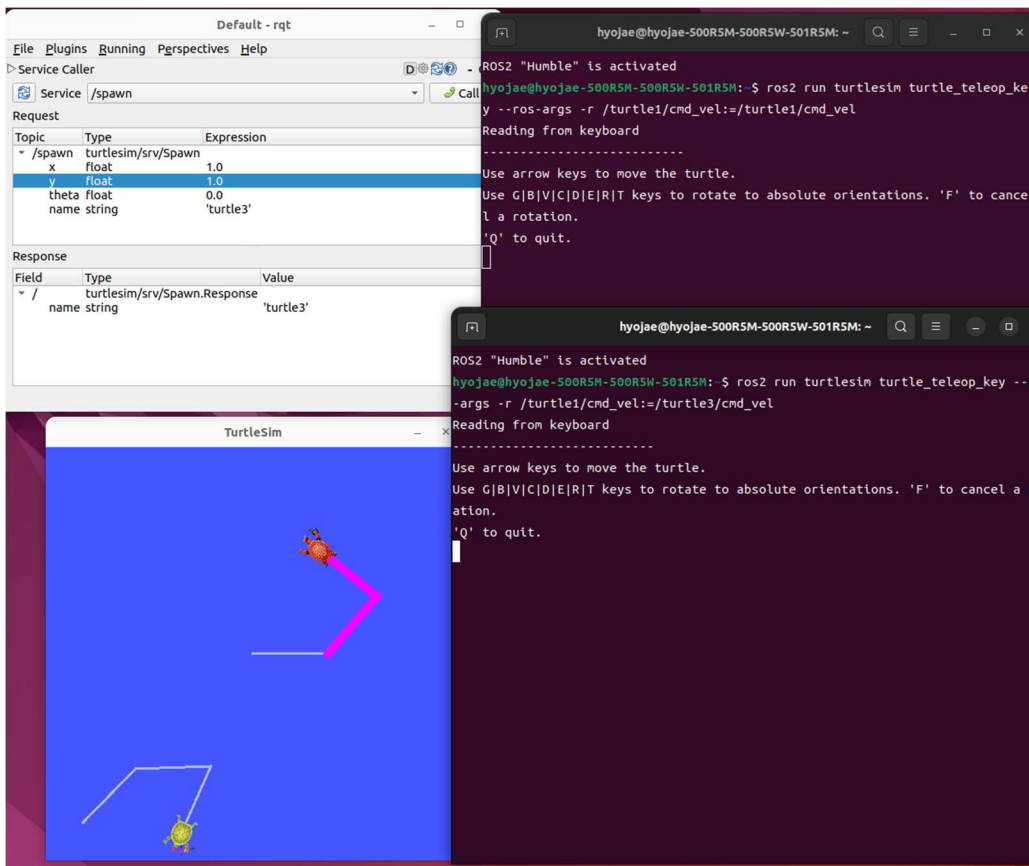 Default - rqt
File Plugins Running Perspectives Help
Service Caller
D
-
Service /spawn
Call
Request
Topic Type Expression
/spawn turtlesim/srv/Spawn
x float 1.0
y float 1.0
theta float 0.0
name string 'turtle3'
Response
Field Type Value
/ turtlesim/srv/Spawn.Response
name string 'turtle3'
TurtleSim
hyojae@hyojae-500R5M-500R5W-501R5M: ~
ROS2 "Humble" is activated
hyojae@hyojae-500R5M-500R5W-501R5M:~$ ros2 run turtlesim turtle_teleop_ke
y --ros-args -r /turtle1/cmd_vel:=/turtle1/cmd_vel
Reading from keyboard
---------------------------
Use arrow keys to move the turtle.
Use G|B|V|C|D|E|R|T keys to rotate to absolute orientations. 'F' to cance
l a rotation.
'Q' to quit.
hyojae@hyojae-500R5M-500R5W-501R5M: ~
ROS2 "Humble" is activated
hyojae@hyojae-500R5M-500R5W-501R5M:~$ ros2 run turtlesim turtle_teleop_key --
-args -r /turtle1/cmd_vel:=/turtle3/cmd_vel
Reading from keyboard
---------------------------
Use arrow keys to move the turtle.
Use G|B|V|C|D|E|R|T keys to rotate to absolute orientations. 'F' to cancel a
ation.
'Q' to quit.